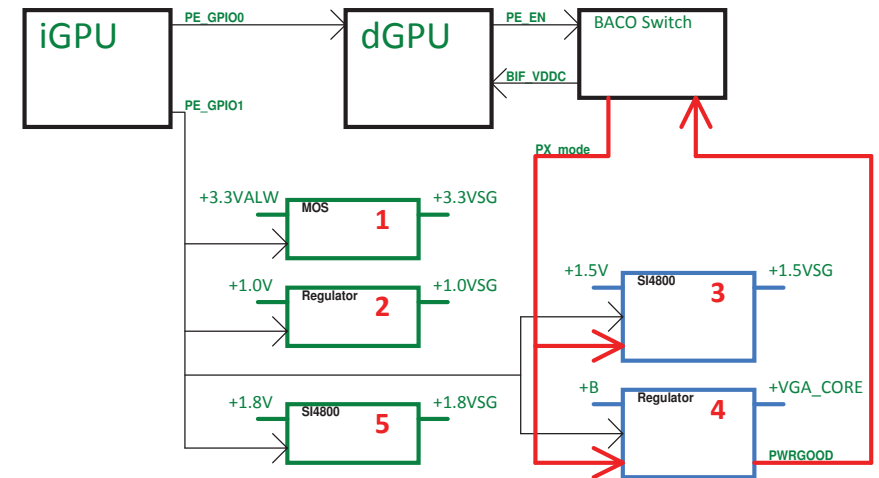 iGPU
PE_GPIO0
dGPU
PE_EN
BACO Switch
BIF_VDDC
PE_GPIO1
PX_mode
+3.3VALW
MOS
1
+3.3VSG
+1.0V
Regulator
2
+1.0VSG
+1.5V
SI4800
3
+1.5VSG
+1.8V
SI4800
5
+1.8VSG
+B
Regulator
4
+VGA_CORE
PWRGOOD